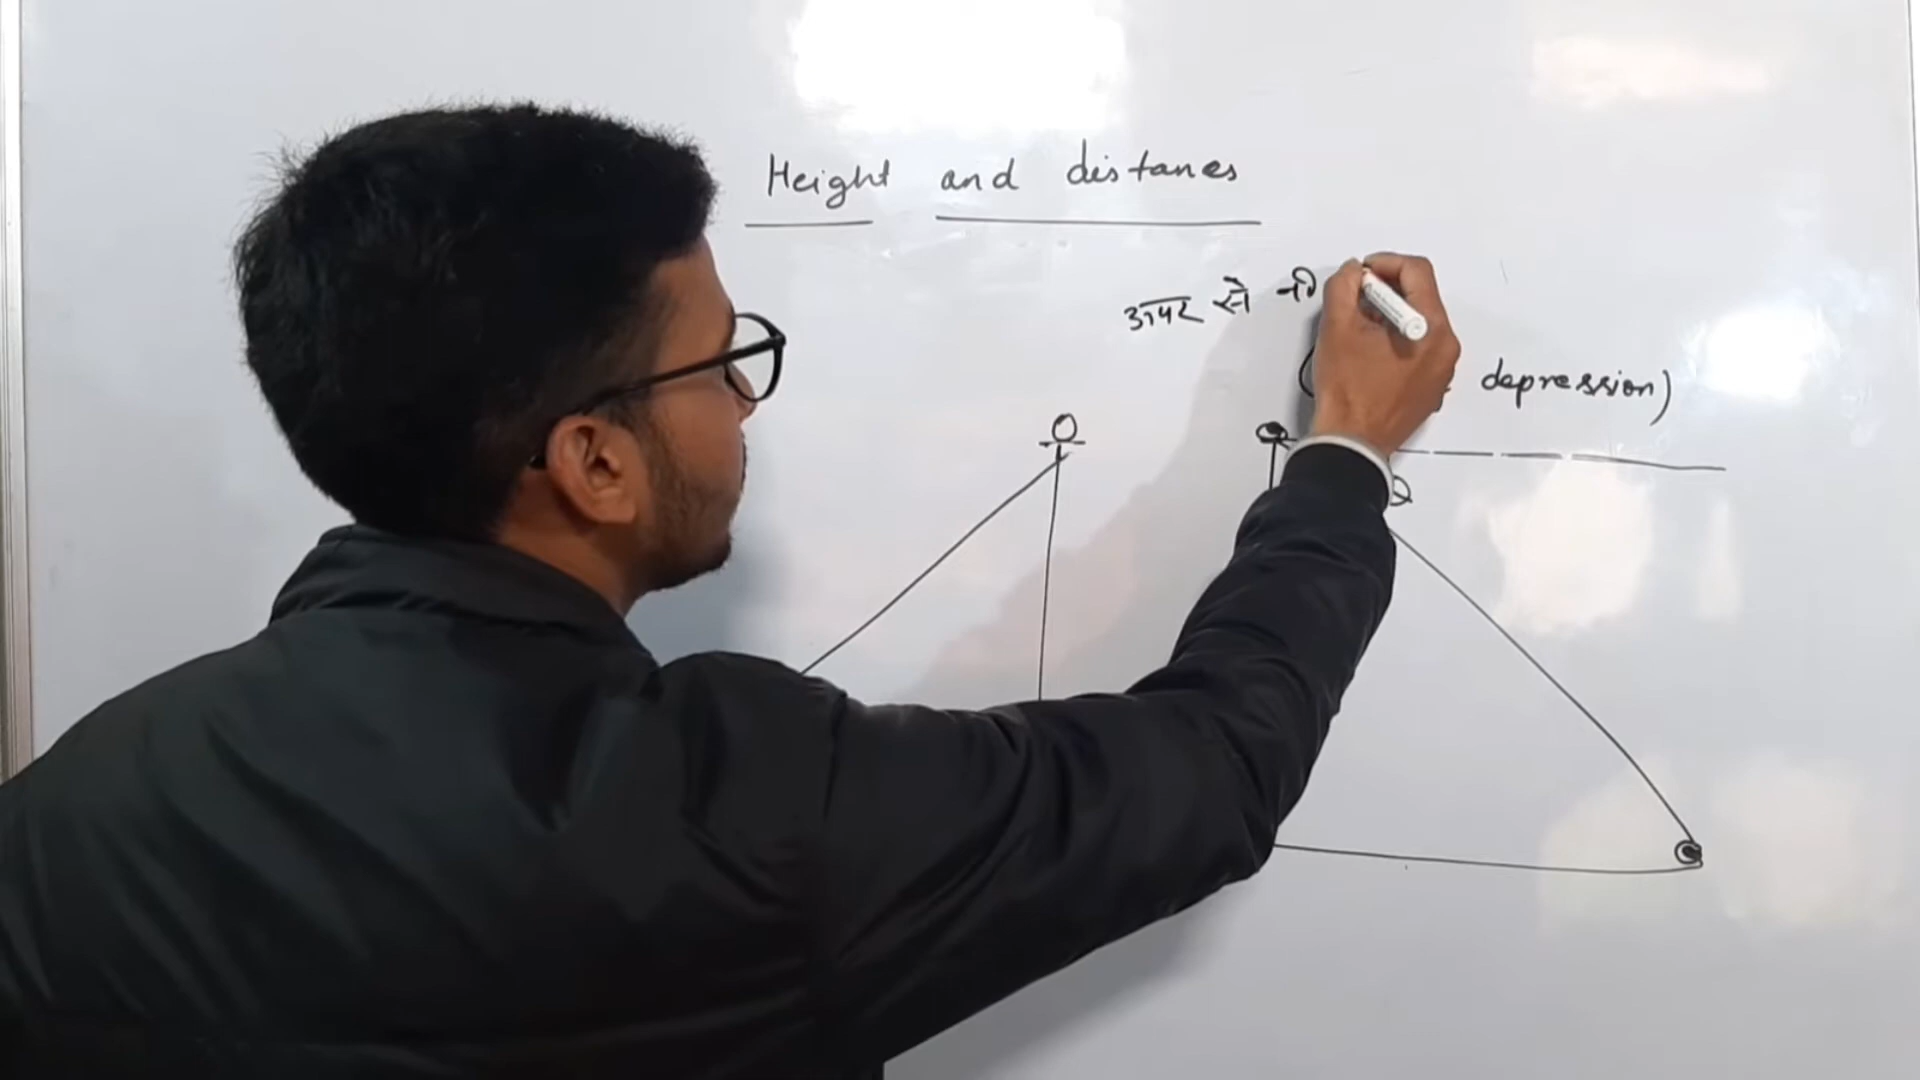 Height and distanes
ऊपर से नी
depression)
Q